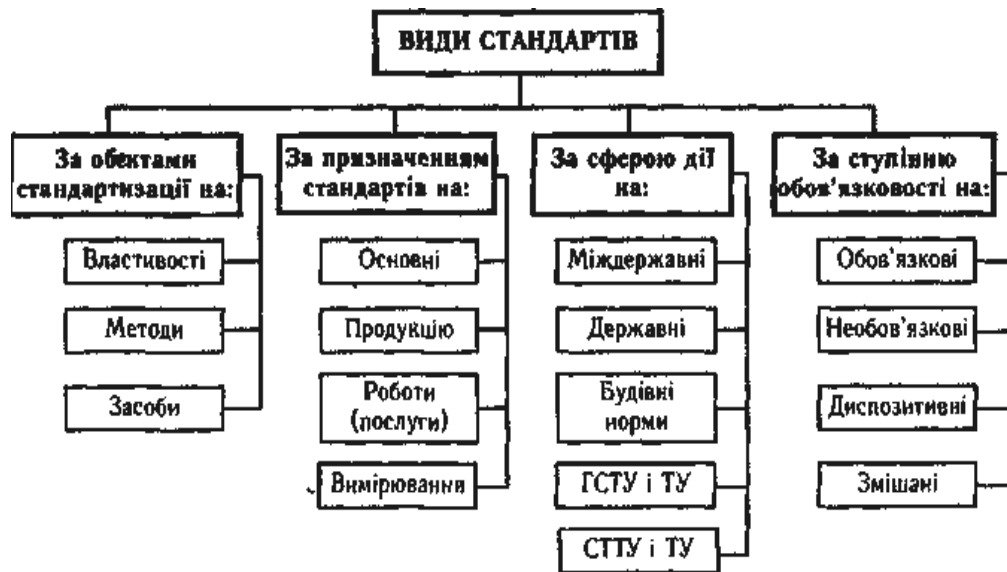 ВИДИ СТАНДАРТІВ
За обектами
стандартизації на:
Властивості
Методи
Засоби
За призначенням
стандартів на:
Основні
Продукцію
Роботи
(послуги)
Вимірювання
За сферою дії
на:
Міждержавні
Державні
Будівні
норми
ГСТУ і ТУ
СТТУ і ТУ
За ступінню
обов’язковості на:
Обов’язкові
Необов’язкові
Диспозитивні
Змішані